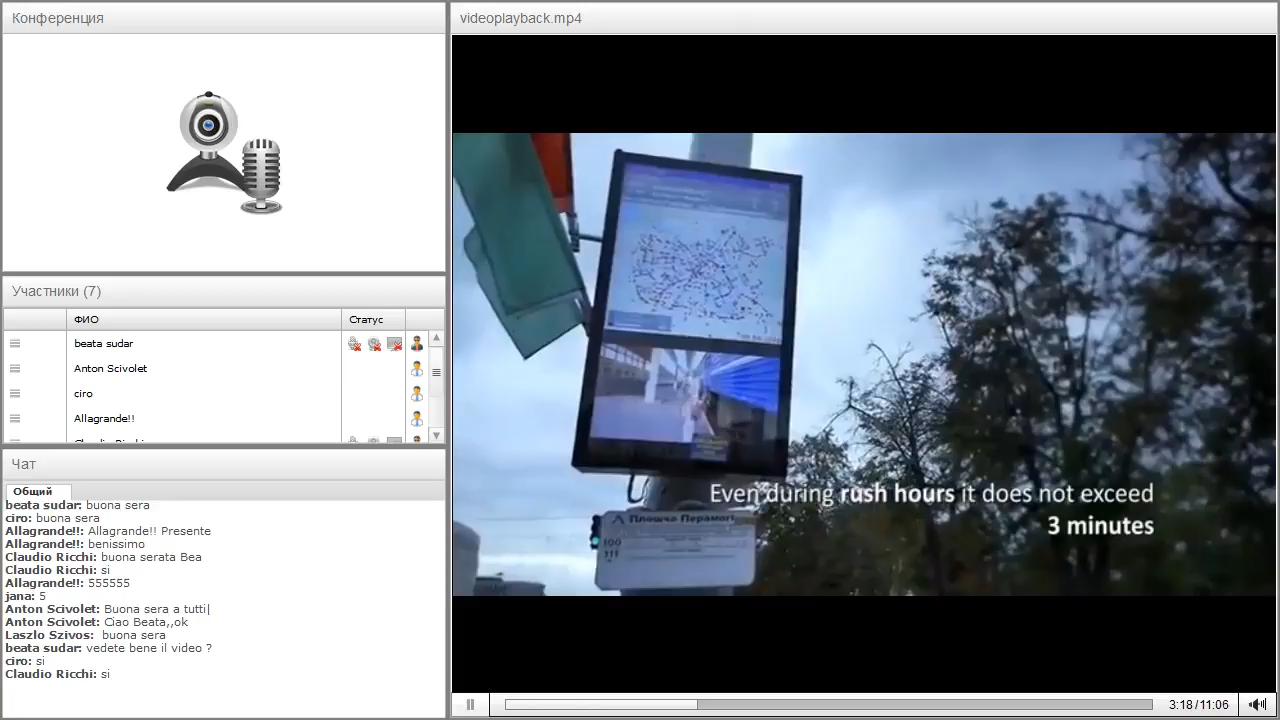 Конференция
videoplayback.mp4
Участники (7)
ФИО
Статус
beata sudar
Anton Scivolet
ciro
Allagrande!!
Чат
Общий
beata sudar: buona sera
ciro: buona sera
Allagrande!!: Allagrande!! Presente
Allagrande!!: benissimo
Claudio Ricchi: buona serata Bea
Claudio Ricchi: si
Allagrande!!: 555555
jana: 5
Anton Scivolet: Buona sera a tutti|
Anton Scivolet: Ciao Beata,,ok
Laszlo Szivos: buona sera
beata sudar: vedete bene il video ?
ciro: si
Claudio Ricchi: si
Even during rush hours it does not exceed
3 minutes
Плошча Перамогі
100
111
3:18/11:06